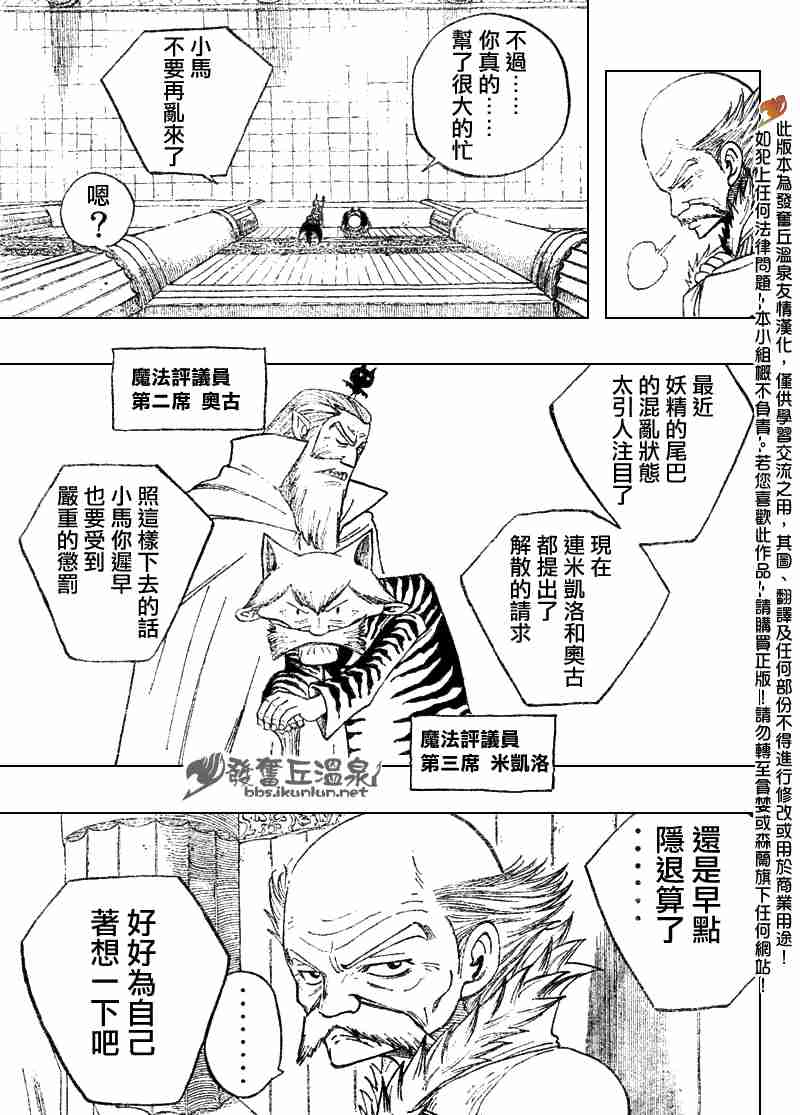 不過……
你真的……
幫了很大的忙
小馬
不要再亂來了
嗯？
最近
妖精的尾巴
的混亂狀態
太引人注目了
現在
連米凱洛和奧古
都提出了
解散的請求
魔法評議員
第二席 奧古
照這樣下去的話
小馬你遲早
也要受到
嚴重的懲罰
魔法評議員
第三席 米凱洛
發奮丘溫泉
bbs.ikunlun.net
還是早點
隱退算了
……
好好為自己
著想一下吧
……
此版本為發奮丘溫泉友情漢化，僅供學習交流之用，其圖、翻譯及任何部份不得進行修改或用於商業用途！
如犯上任何法律問題，本小組概不負責。若您喜歡此作品，請購買正版！！請勿轉至貪婪或森蘭旗下任何網站！